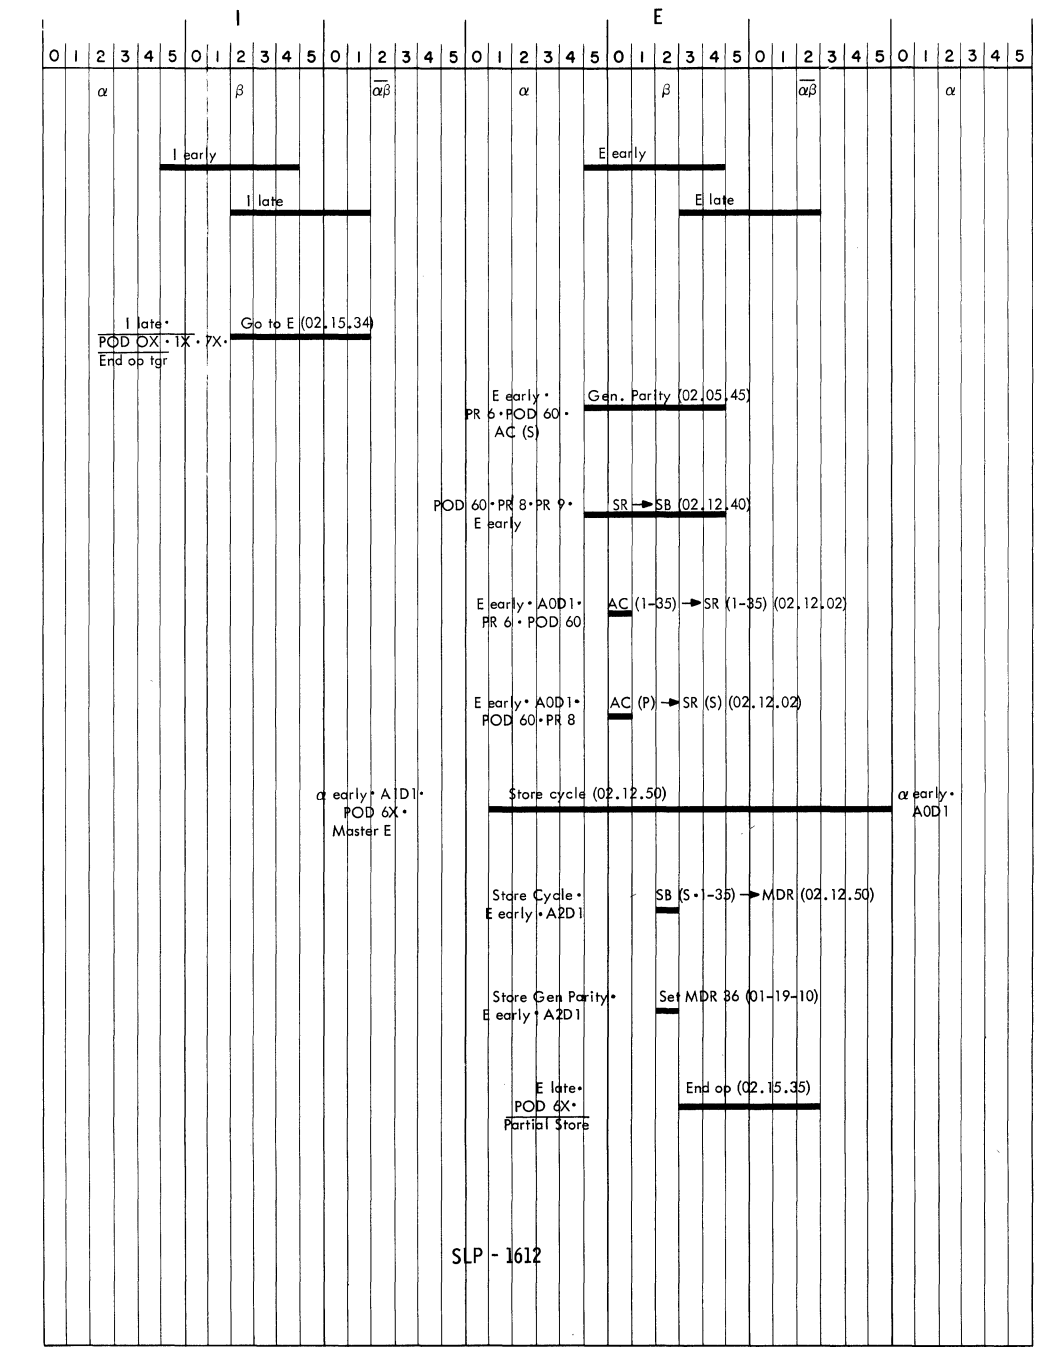 I E
0 1 2 3 4 5 0 1 2 3 4 5 0 1 2 3 4 5 0 1 2 3 4 5 0 1 2 3 4 5 0 1 2 3 4 5 0 1 2 3 4 5
α β α̅β̅ α β α̅β̅ α
I early E early
I late E late
I late· Go to E (02.15.34)
POD 0X · 1X · 7X·
End op tgr
E early · Gen. Parity (02.05.45)
PR 6·POD 60 ·
AC (S)
POD 60·PR 8·PR 9· SR → SB (02.12.40)
E early
E early· A0D1· AC (1-35) → SR (1-35) (02.12.02)
PR 6 · POD 60
E early· A0D1· AC (P) → SR (S) (02.12.02)
POD 60·PR 8
α early· A1D1· Store cycle (02.12.50) α early·
POD 6X· A0D1
Master E
Store Cycle· SB (S·1-35) → MDR (02.12.50)
E early·A2D1
Store Gen Parity· Set MDR 36 (01-19-10)
E early·A2D1
E late· End op (02.15.35)
POD 6X·
Partial Store
SLP - 1612